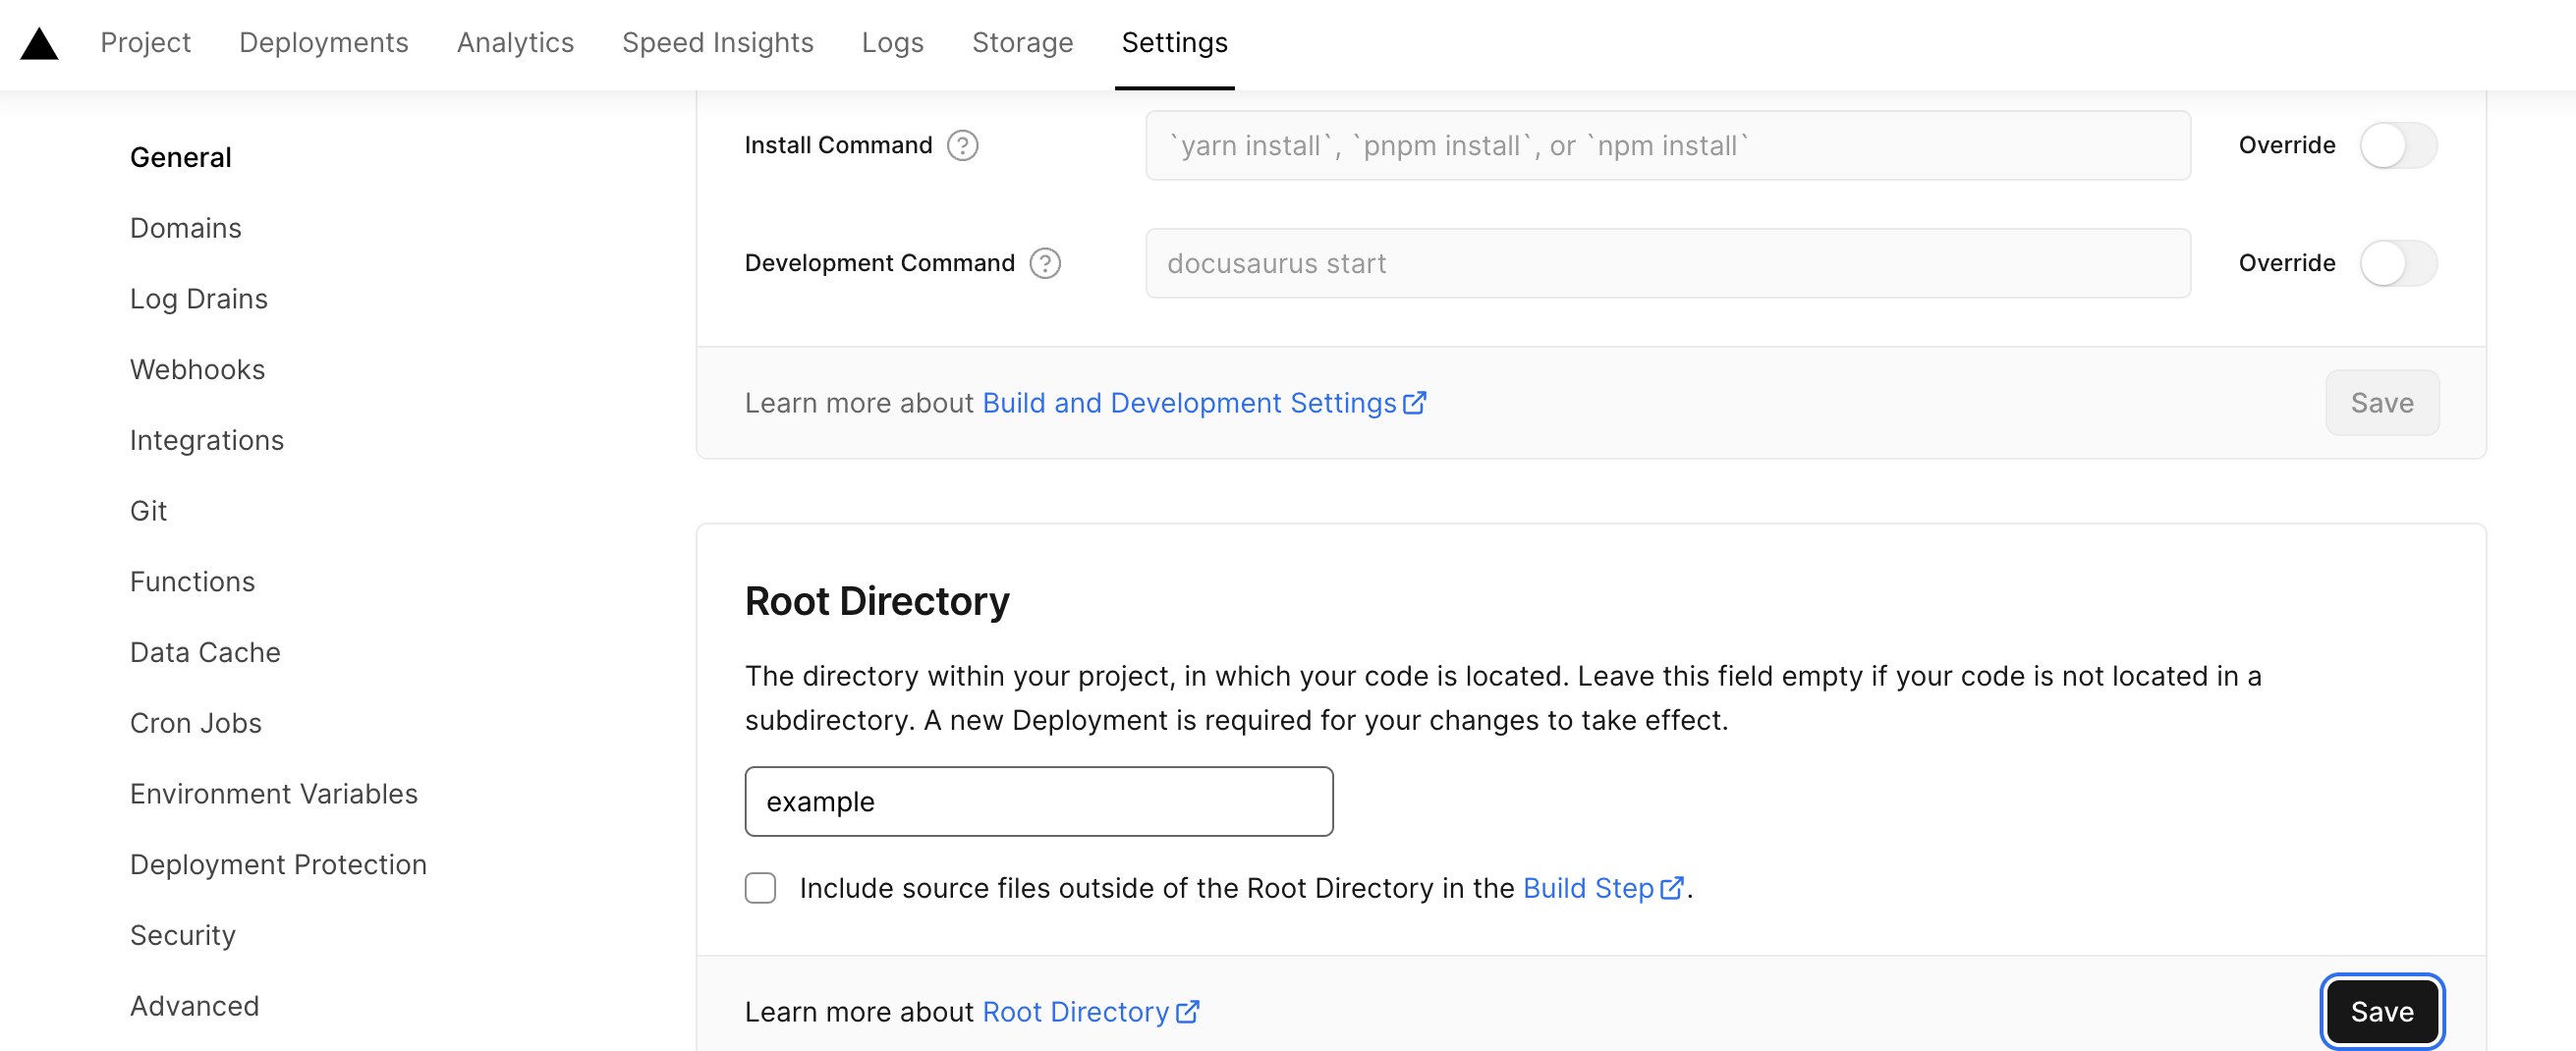 Project Deployments Analytics Speed Insights Logs Storage Settings
General
Domains
Log Drains
Webhooks
Integrations
Git
Functions
Data Cache
Cron Jobs
Environment Variables
Deployment Protection
Security
Advanced
Install Command ? `yarn install`, `pnpm install`, or `npm install` Override
Development Command ? docusaurus start Override
Learn more about Build and Development Settings Save
Root Directory
The directory within your project, in which your code is located. Leave this field empty if your code is not located in a
subdirectory. A new Deployment is required for your changes to take effect.
example
Include source files outside of the Root Directory in the Build Step.
Learn more about Root Directory Save